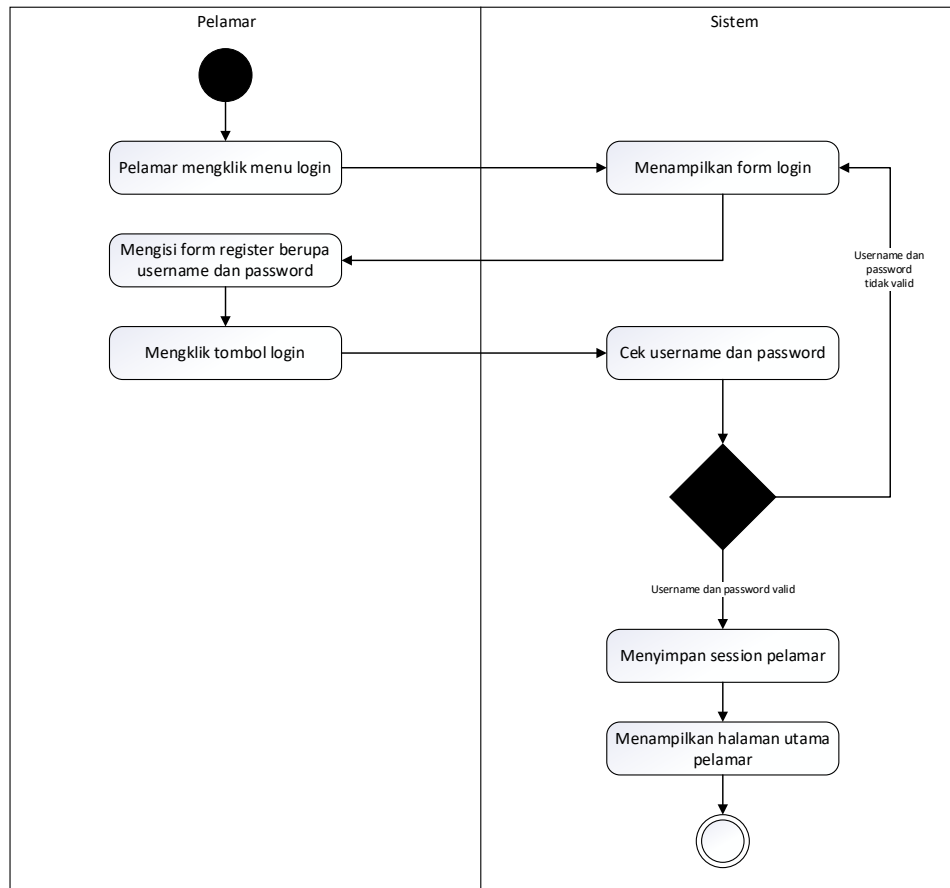 Pelamar
Sistem
Pelamar mengklik menu login
Menampilkan form login
Mengisi form register berupa
username dan password
Username dan
password
tidak valid
Mengklik tombol login
Cek username dan password
Username dan password valid
Menyimpan session pelamar
Menampilkan halaman utama
pelamar